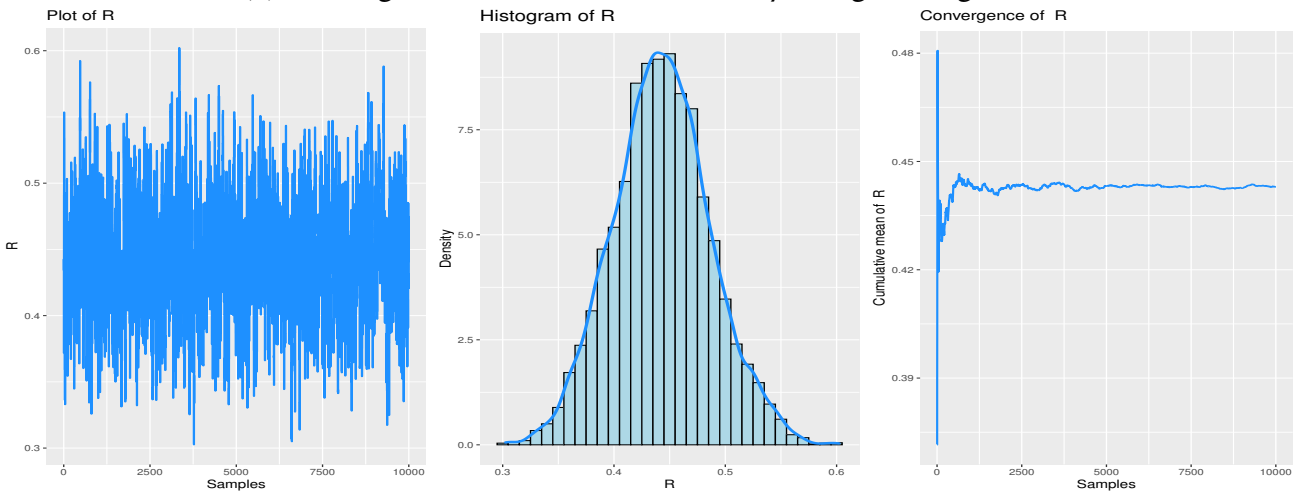 Plot of R
0.6
0.5
0.4
0.3
R
0
2500
5000
7500
10000
Samples
Histogram of R
7.5
5.0
2.5
0.0
Density
0.3
0.4
0.5
0.6
R
Convergence of R
0.48
0.45
0.42
0.39
Cumulative mean of R
0
2500
5000
7500
10000
Samples